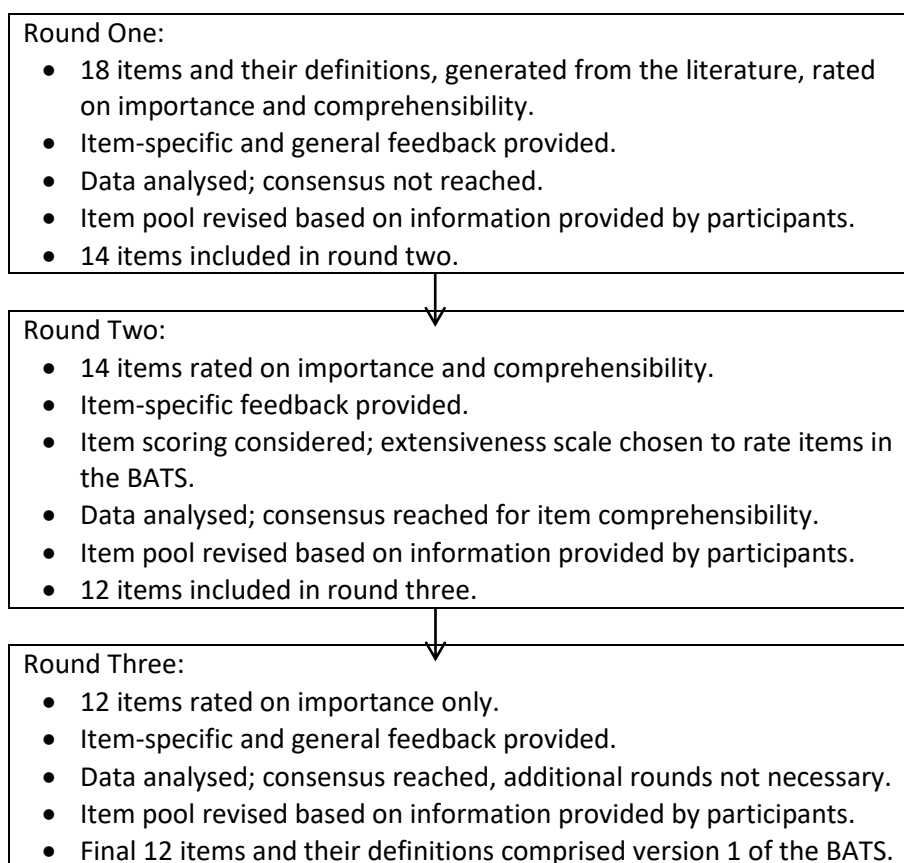 Round One:
• 18 items and their definitions, generated from the literature, rated
on importance and comprehensibility.
• Item-specific and general feedback provided.
• Data analysed; consensus not reached.
• Item pool revised based on information provided by participants.
• 14 items included in round two.
Round Two:
• 14 items rated on importance and comprehensibility.
• Item-specific feedback provided.
• Item scoring considered; extensiveness scale chosen to rate items in
the BATS.
• Data analysed; consensus reached for item comprehensibility.
• Item pool revised based on information provided by participants.
• 12 items included in round three.
Round Three:
• 12 items rated on importance only.
• Item-specific and general feedback provided.
• Data analysed; consensus reached, additional rounds not necessary.
• Item pool revised based on information provided by participants.
• Final 12 items and their definitions comprised version 1 of the BATS.